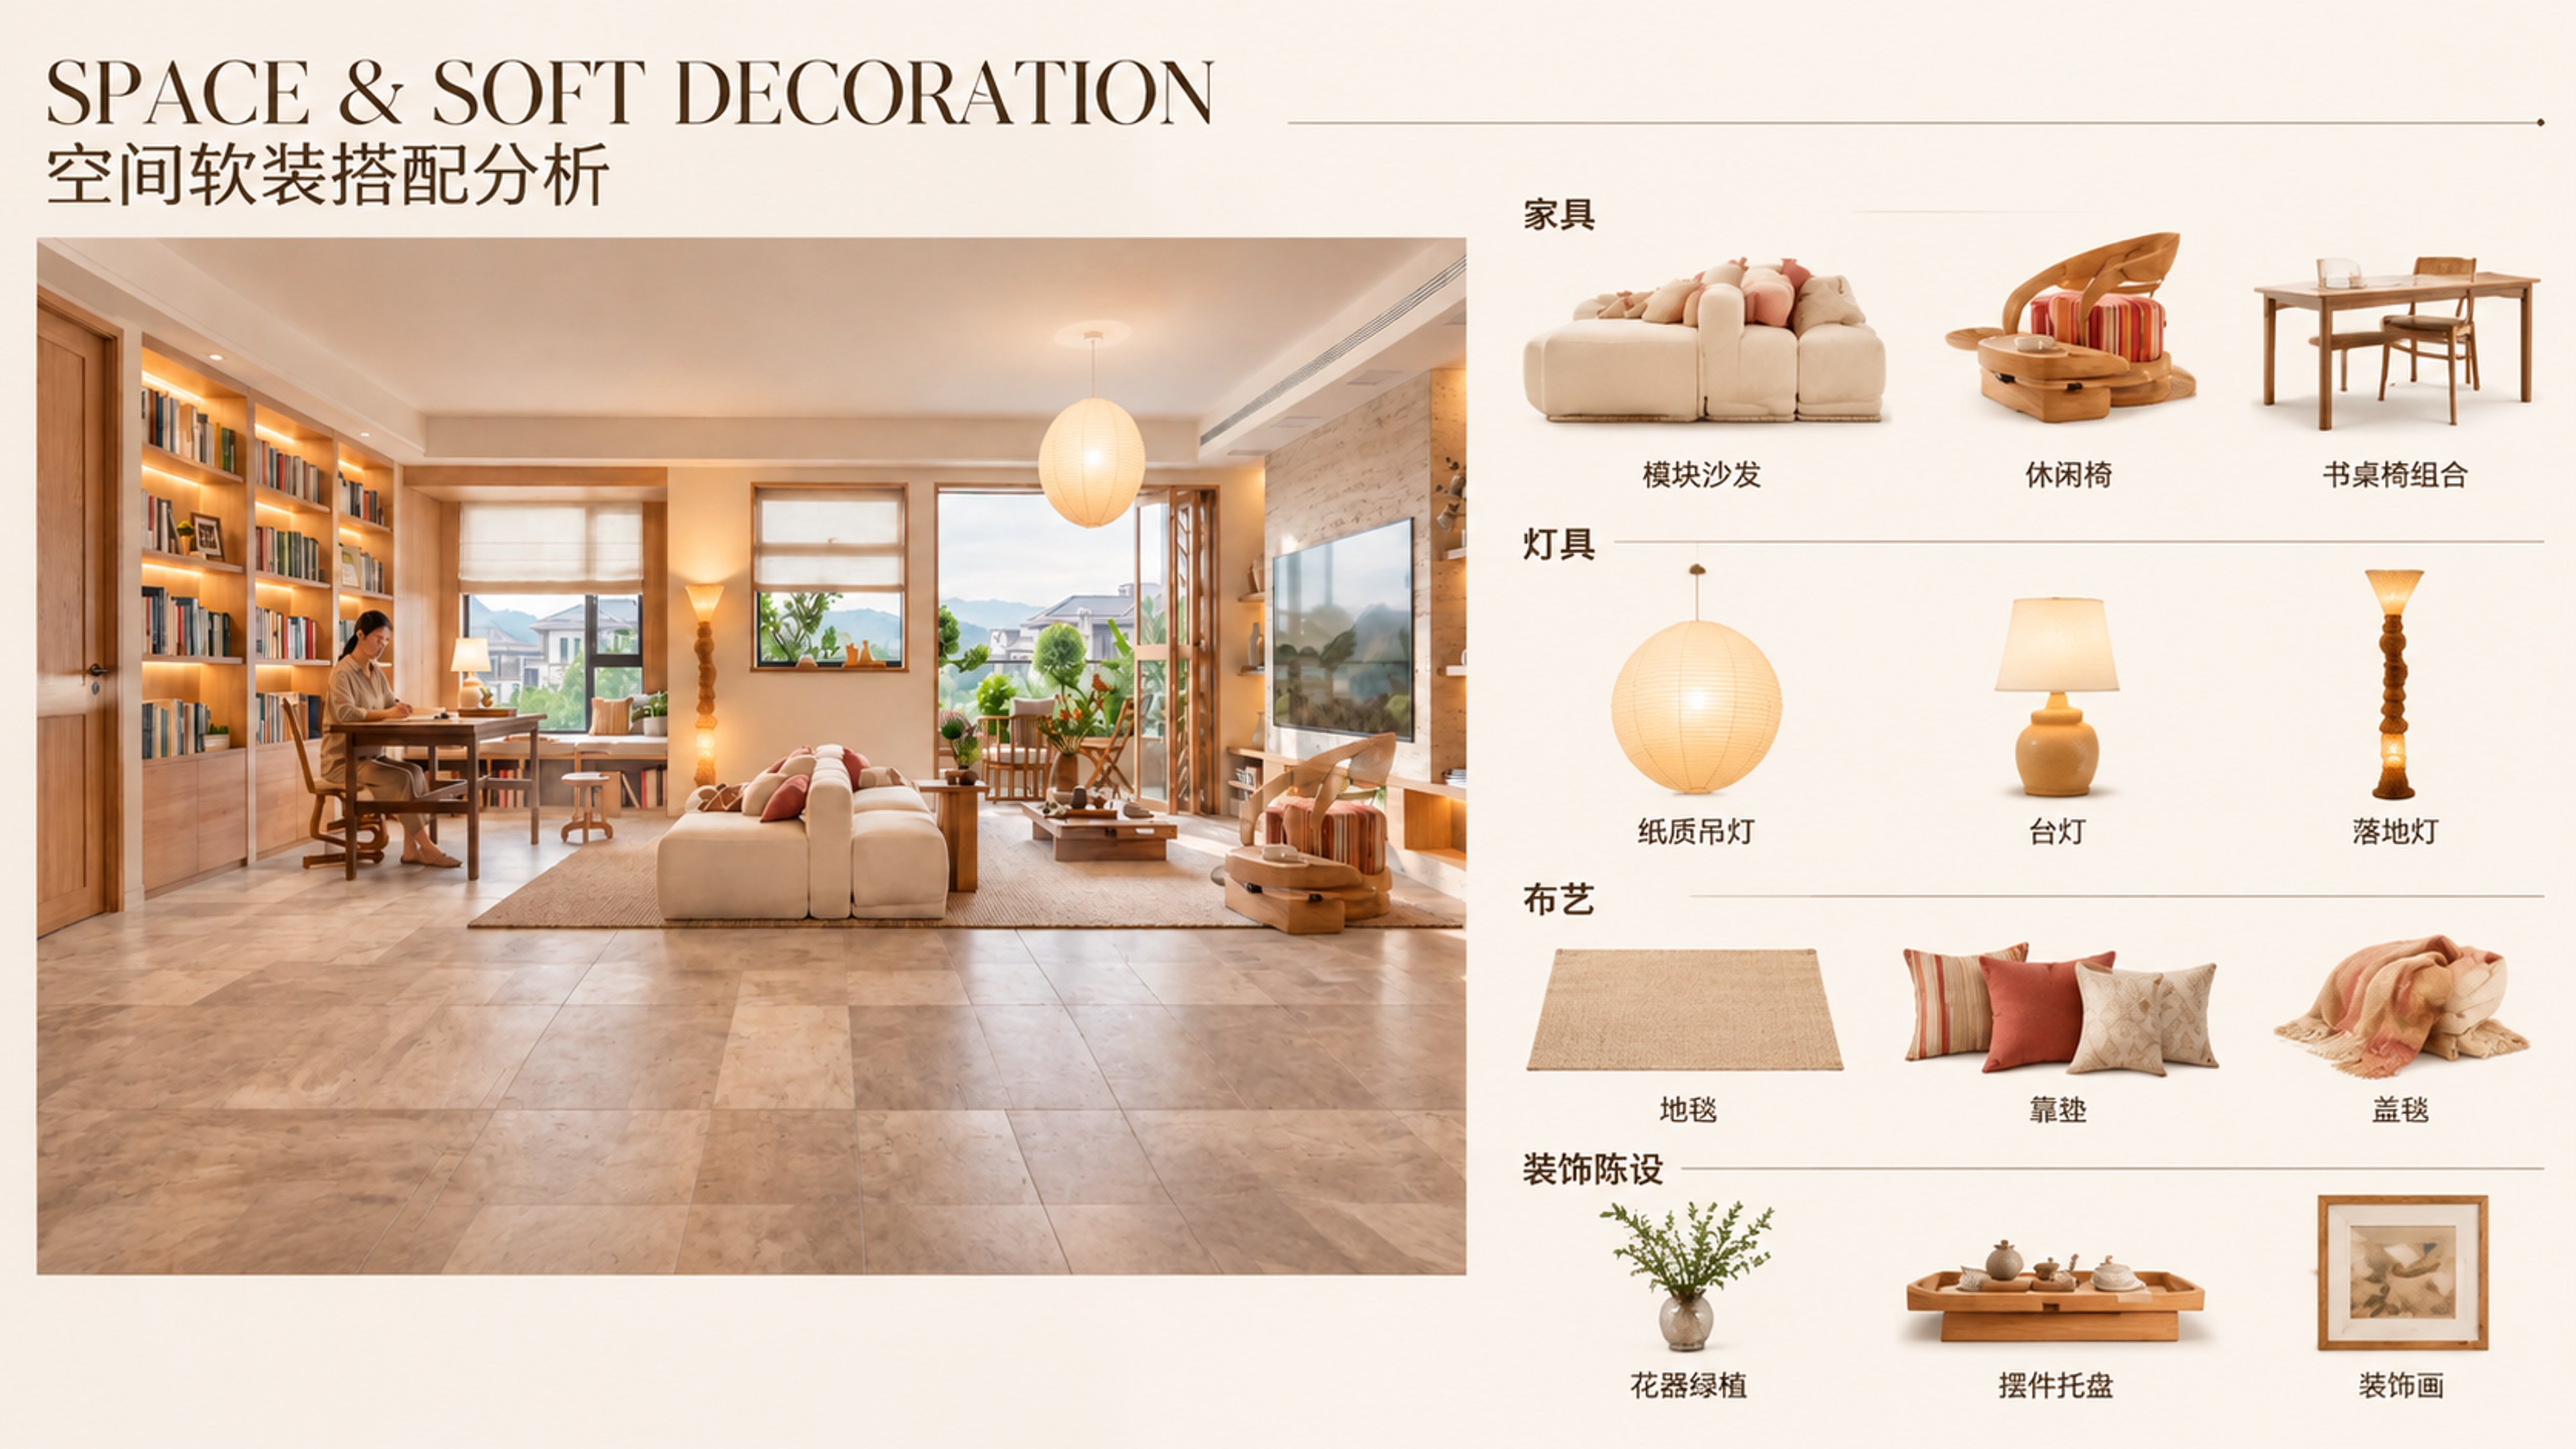 SPACE & SOFT DECORATION
空间软装搭配分析
家具
模块沙发
休闲椅
书桌椅组合
灯具
纸质吊灯
台灯
落地灯
布艺
地毯
靠垫
盖毯
装饰陈设
花器绿植
摆件托盘
装饰画